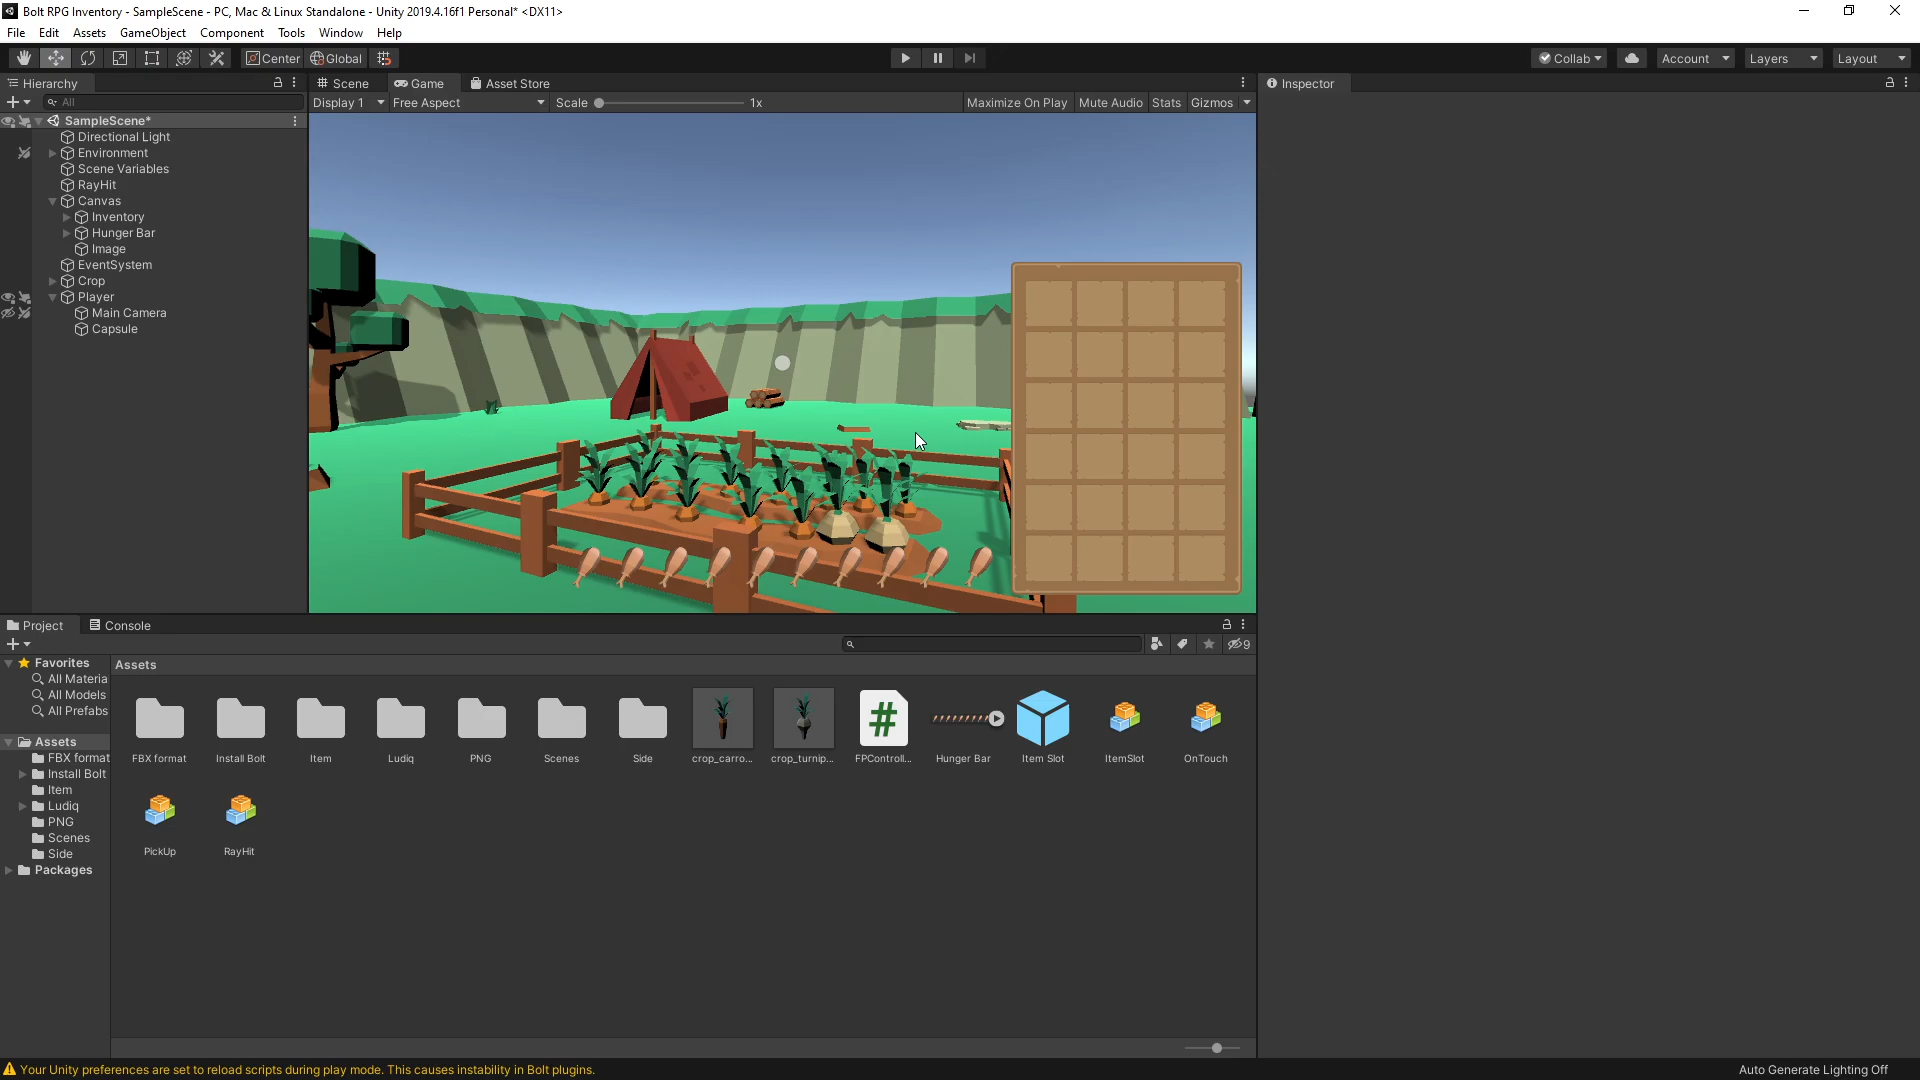 Bolt RPG Inventory - SampleScene - PC, Mac & Linux Standalone - Unity 2019.4.16f1 Personal* <DX11>
File Edit Assets GameObject Component Tools Window Help
Center Global Collab Account Layers Layout
Hierarchy
All
SampleScene*
Directional Light
Environment
Scene Variables
RayHit
Canvas
Inventory
Hunger Bar
Image
EventSystem
Crop
Player
Main Camera
Capsule
Scene Game Asset Store
Display 1 Free Aspect Scale 1x Maximize On Play Mute Audio Stats Gizmos
Inspector
Project Console
9
Favorites
All Materia
All Models
All Prefabs
Assets
FBX format
Install Bolt
Item
Ludiq
PNG
Scenes
Side
Packages
Assets
FBX format Install Bolt Item Ludiq PNG Scenes Side crop_carro... crop_turnip... FPControll... Hunger Bar Item Slot ItemSlot OnTouch
PickUp RayHit
Your Unity preferences are set to reload scripts during play mode. This causes instability in Bolt plugins.
Auto Generate Lighting Off